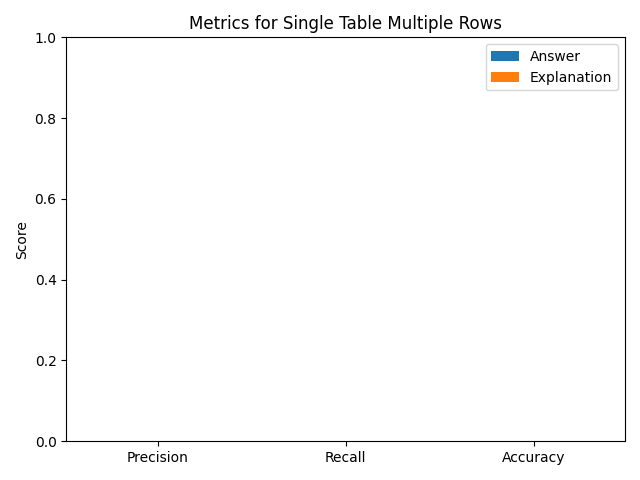 Metrics for Single Table Multiple Rows
1.0
Answer
Explanation
0.8
0.6
Score
0.4
0.2
0.0
Precision Recall Accuracy